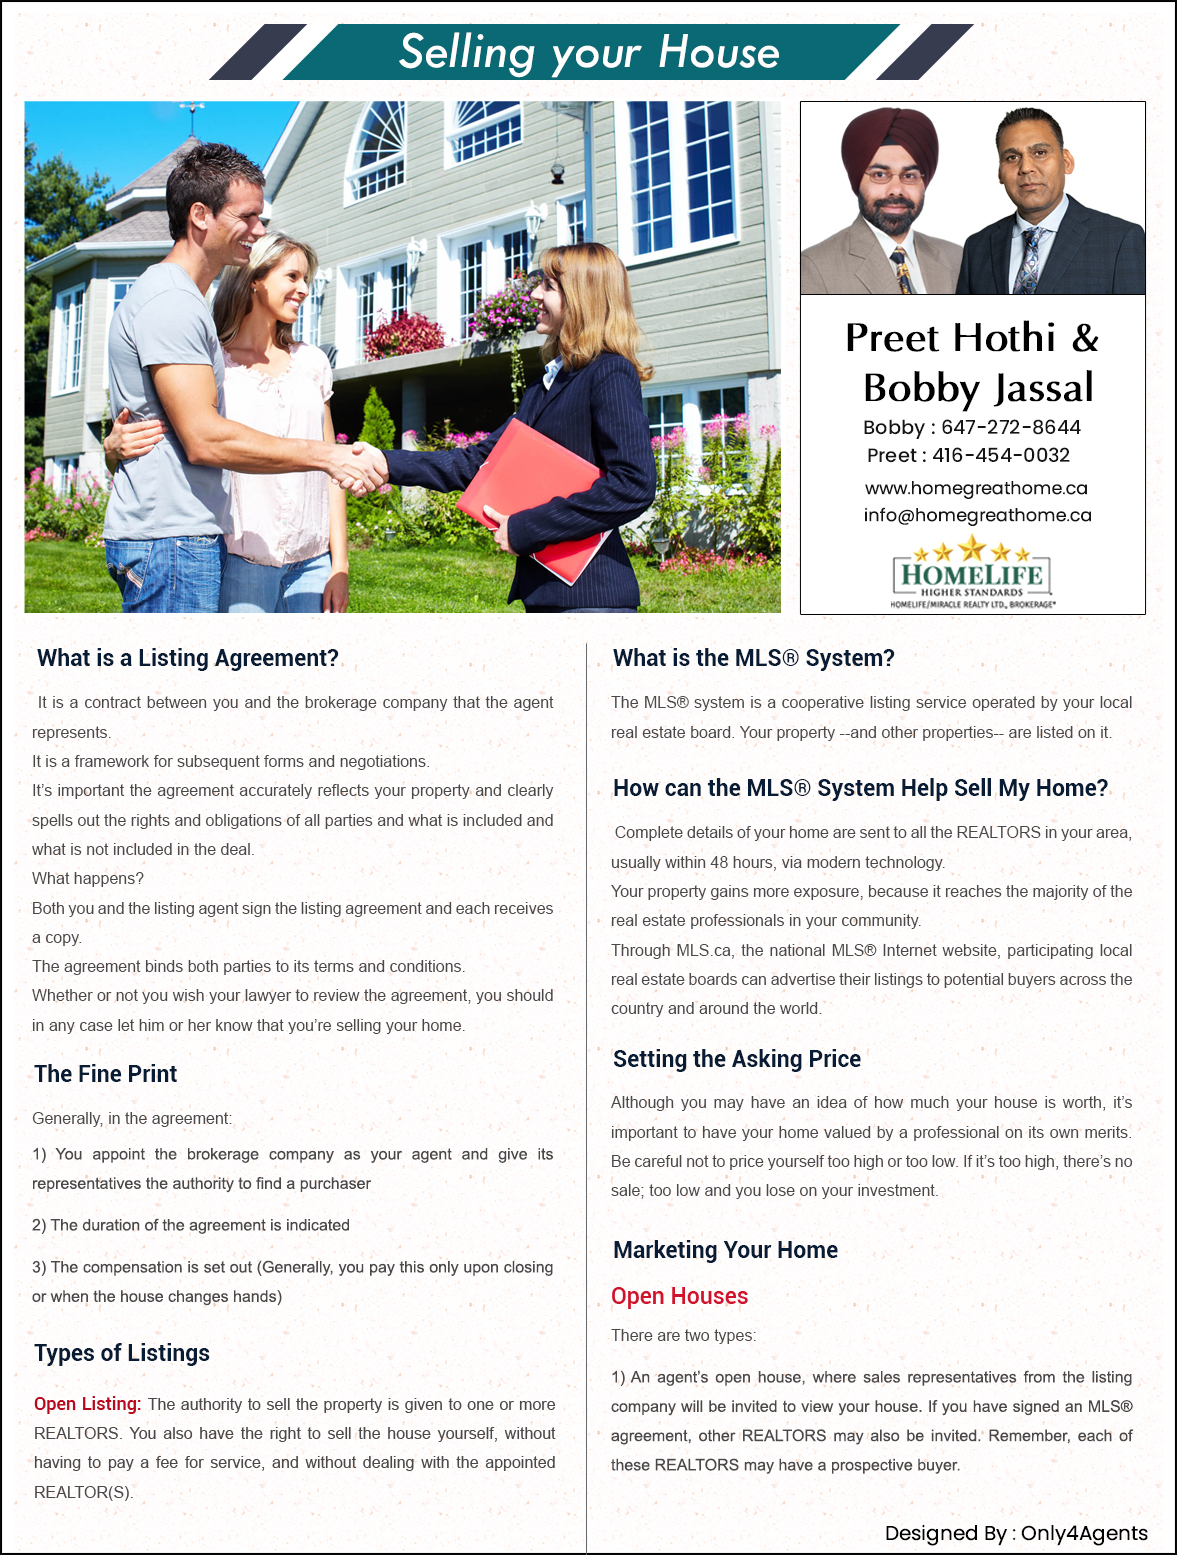 Selling your House
Preet Hothi &
Bobby Jassal
Bobby : 647-272-8644
Preet : 416-454-0032
www.homegreathome.ca
info@homegreathome.ca
HOMELIFE
HIGHER STANDARDS
HOMELIFE/MIRACLE REALTY LTD., BROKERAGE*
What is a Listing Agreement?
It is a contract between you and the brokerage company that the agent
represents.
It is a framework for subsequent forms and negotiations.
It’s important the agreement accurately reflects your property and clearly
spells out the rights and obligations of all parties and what is included and
what is not included in the deal.
What happens?
Both you and the listing agent sign the listing agreement and each receives
a copy.
The agreement binds both parties to its terms and conditions.
Whether or not you wish your lawyer to review the agreement, you should
in any case let him or her know that you’re selling your home.
The Fine Print
Generally, in the agreement:
1) You appoint the brokerage company as your agent and give its
representatives the authority to find a purchaser
2) The duration of the agreement is indicated
3) The compensation is set out (Generally, you pay this only upon closing
or when the house changes hands)
Types of Listings
Open Listing: The authority to sell the property is given to one or more
REALTORS. You also have the right to sell the house yourself, without
having to pay a fee for service, and without dealing with the appointed
REALTOR(S).
What is the MLS® System?
The MLS® system is a cooperative listing service operated by your local
real estate board. Your property --and other properties-- are listed on it.
How can the MLS® System Help Sell My Home?
Complete details of your home are sent to all the REALTORS in your area,
usually within 48 hours, via modern technology.
Your property gains more exposure, because it reaches the majority of the
real estate professionals in your community.
Through MLS.ca, the national MLS® Internet website, participating local
real estate boards can advertise their listings to potential buyers across the
country and around the world.
Setting the Asking Price
Although you may have an idea of how much your house is worth, it’s
important to have your home valued by a professional on its own merits.
Be careful not to price yourself too high or too low. If it’s too high, there’s no
sale; too low and you lose on your investment.
Marketing Your Home
Open Houses
There are two types:
1) An agent’s open house, where sales representatives from the listing
company will be invited to view your house. If you have signed an MLS®
agreement, other REALTORS may also be invited. Remember, each of
these REALTORS may have a prospective buyer.
Designed By : Only4Agents